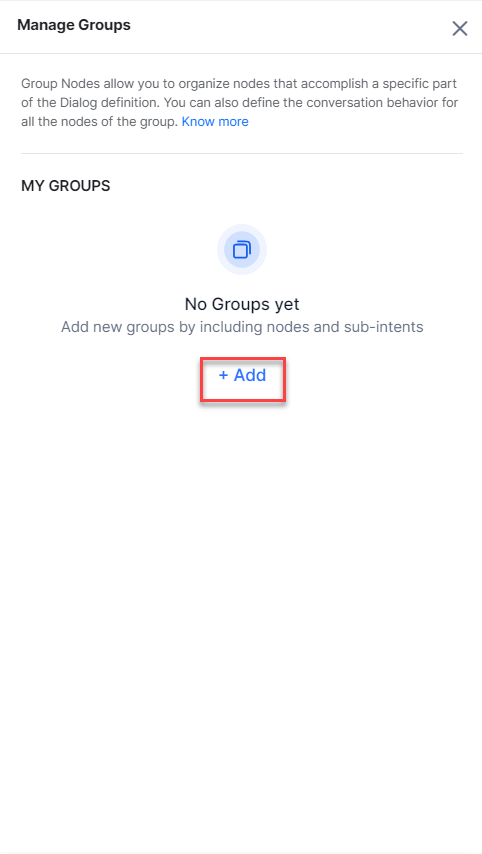 Manage Groups
Group Nodes allow you to organize nodes that accomplish a specific part
of the Dialog definition. You can also define the conversation behavior for
all the nodes of the group. Know more
MY GROUPS
No Groups yet
Add new groups by including nodes and sub-intents
+ Add